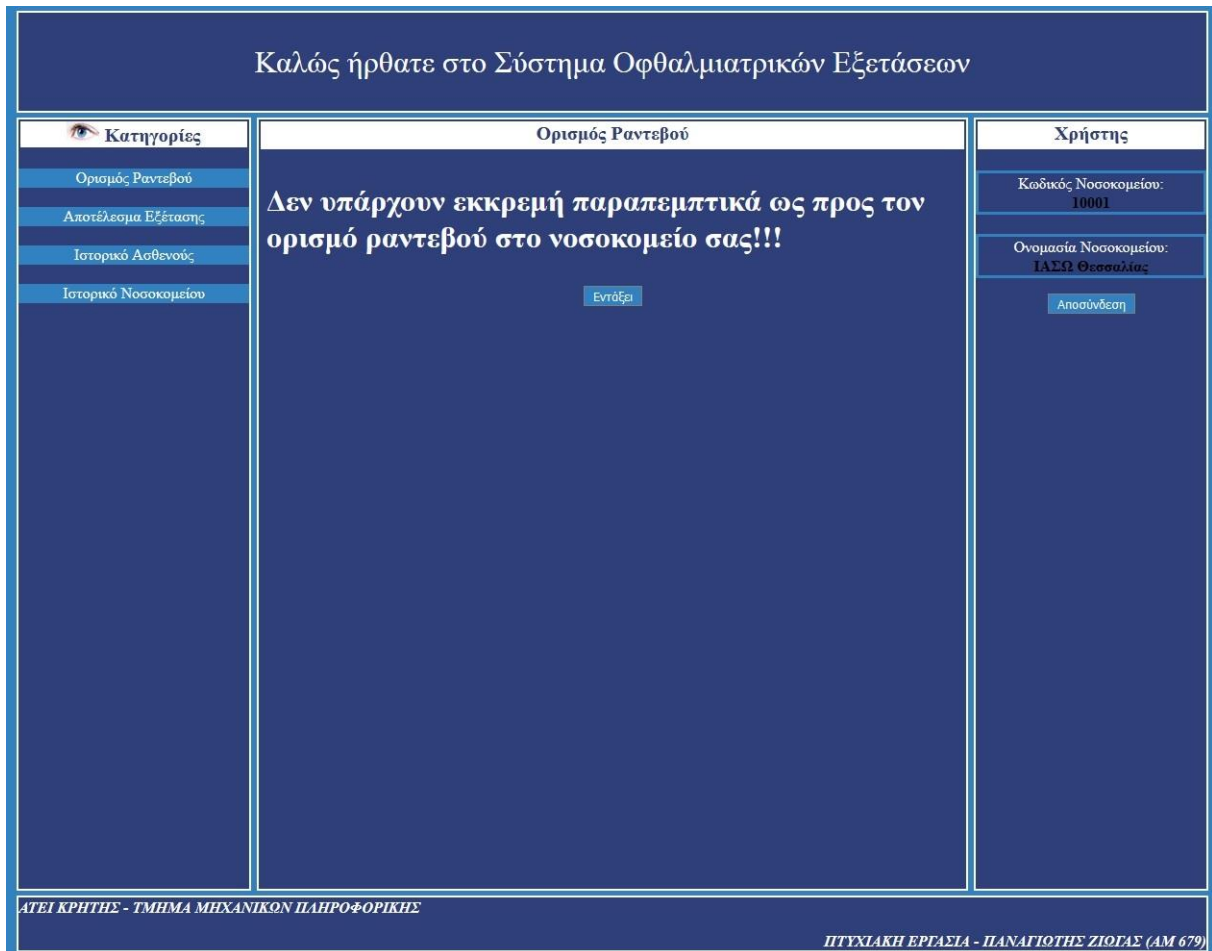 Καλώς ήρθατε στο Σύστημα Οφθαλμιατρικών Εξετάσεων
Κατηγορίες
Ορισμός Ραντεβού
Αποτέλεσμα Εξέτασης
Ιστορικό Ασθενούς
Ιστορικό Νοσοκομείου
Ορισμός Ραντεβού
Δεν υπάρχουν εκκρεμή παραπεμπτικά ως προς τον
ορισμό ραντεβού στο νοσοκομείο σας!!!
Εντάξει
Χρήστης
Κωδικός Νοσοκομείου:
10001
Ονομασία Νοσοκομείου:
ΙΑΣΩ Θεσσαλίας
Αποσύνδεση
ΑΤΕΙ ΚΡΗΤΗΣ - ΤΜΗΜΑ ΜΗΧΑΝΙΚΩΝ ΠΛΗΡΟΦΟΡΙΚΗΣ
ΠΤΥΧΙΑΚΗ ΕΡΓΑΣΙΑ - ΠΑΝΑΓΙΩΤΗΣ ΖΙΩΓΑΣ (ΑΜ 679)